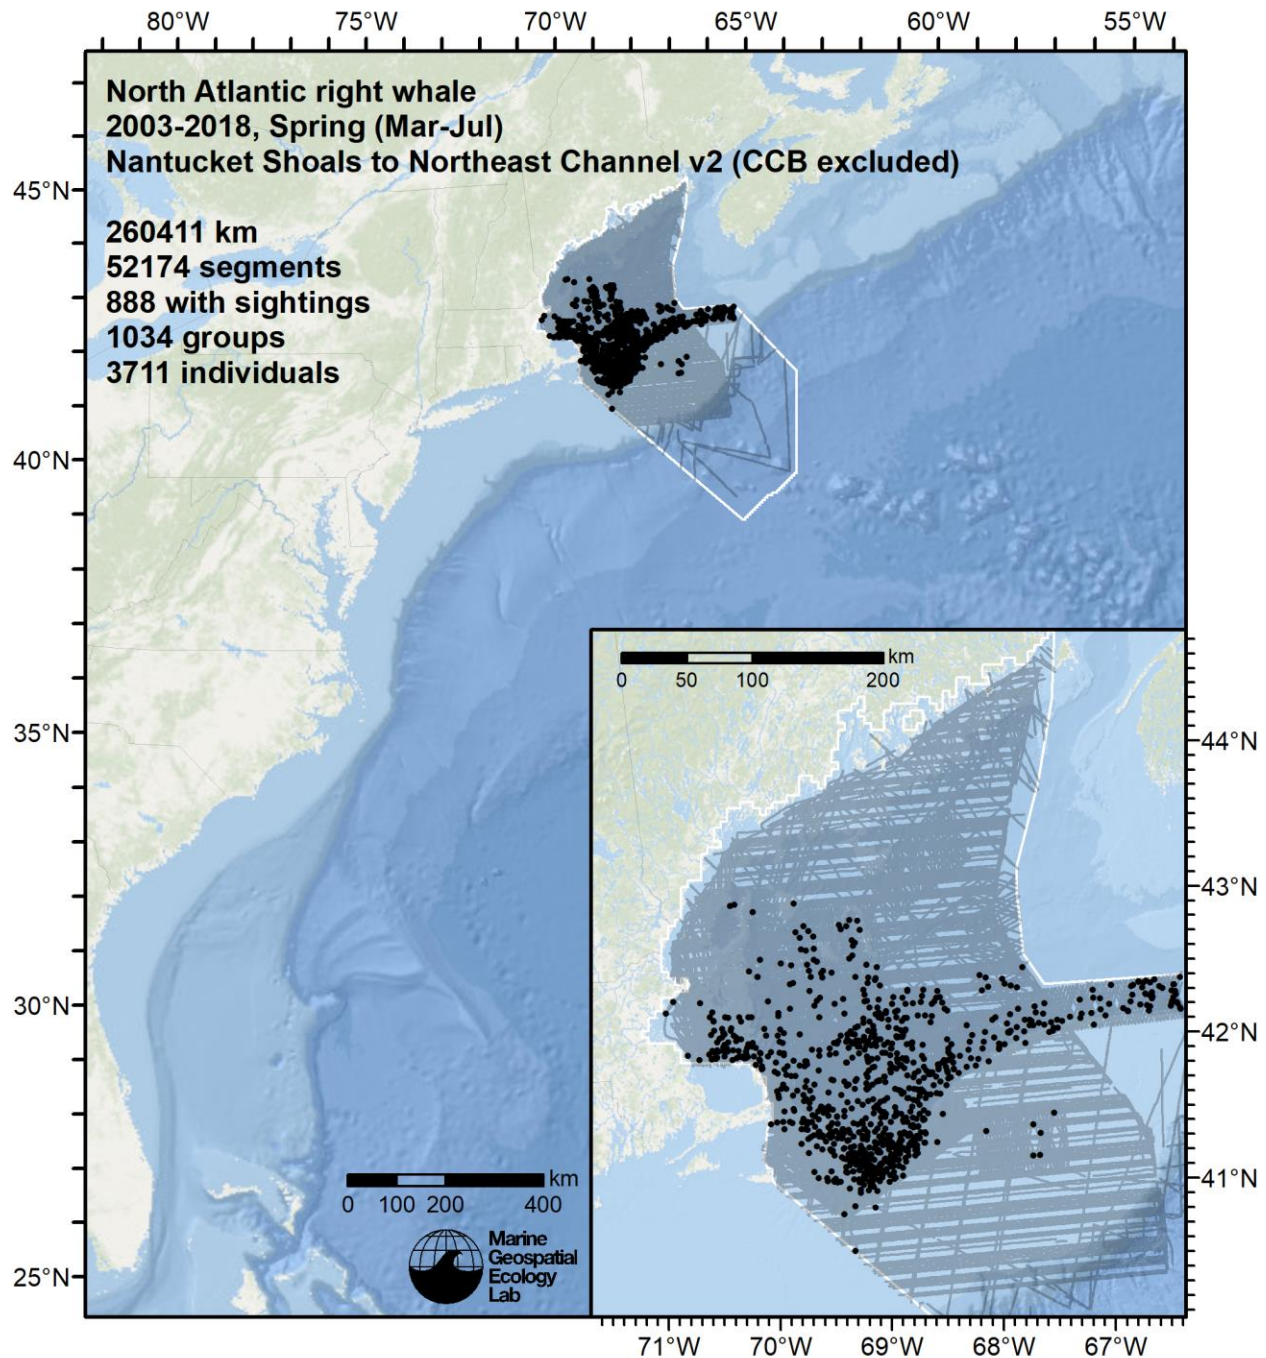 80°W 75°W 70°W 65°W 60°W 55°W
North Atlantic right whale
2003-2018, Spring (Mar-Jul)
Nantucket Shoals to Northeast Channel v2 (CCB excluded)
45°N
260411 km
52174 segments
888 with sightings
1034 groups
3711 individuals
40°N
35°N
30°N
25°N
km
0 50 100 200
44°N
43°N
42°N
41°N
km
0 100 200 400
Marine
Geospatial
Ecology
Lab
71°W 70°W 69°W 68°W 67°W